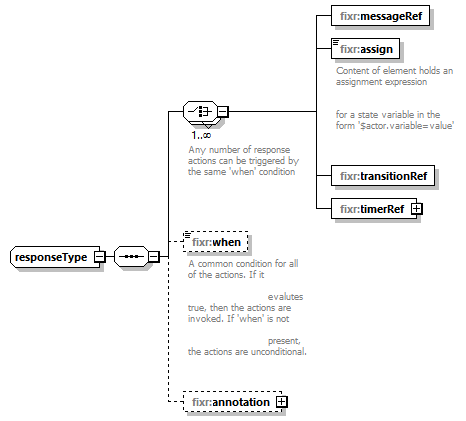 fixr:messageRef
fixr:assign
Content of element holds an
assignment expression
for a state variable in the
form '$actor.variable=value'
1..∞
Any number of response
actions can be triggered by
the same 'when' condition
fixr:transitionRef
fixr:timerRef
fixr:when
A common condition for all
of the actions. If it
evalutes
true, then the actions are
invoked. If 'when' is not
present,
the actions are unconditional.
responseType
fixr:annotation